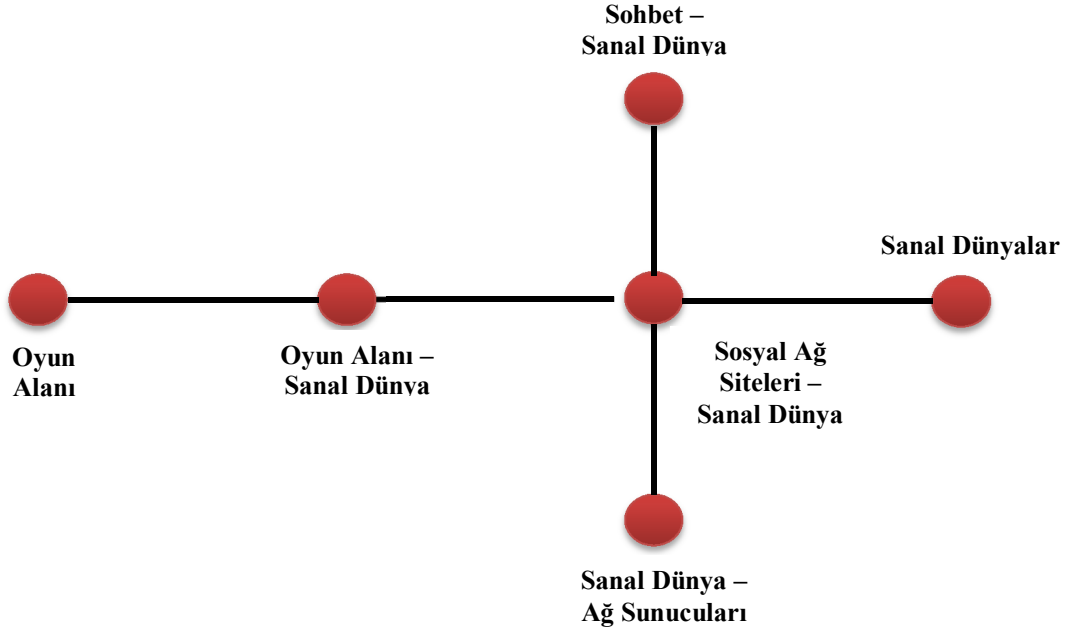 Sohbet –
Sanal Dünya
Sanal Dünyalar
Oyun
Alanı
Oyun Alanı –
Sanal Dünya
Sosyal Ağ
Siteleri –
Sanal Dünya
Sanal Dünya –
Ağ Sunucuları